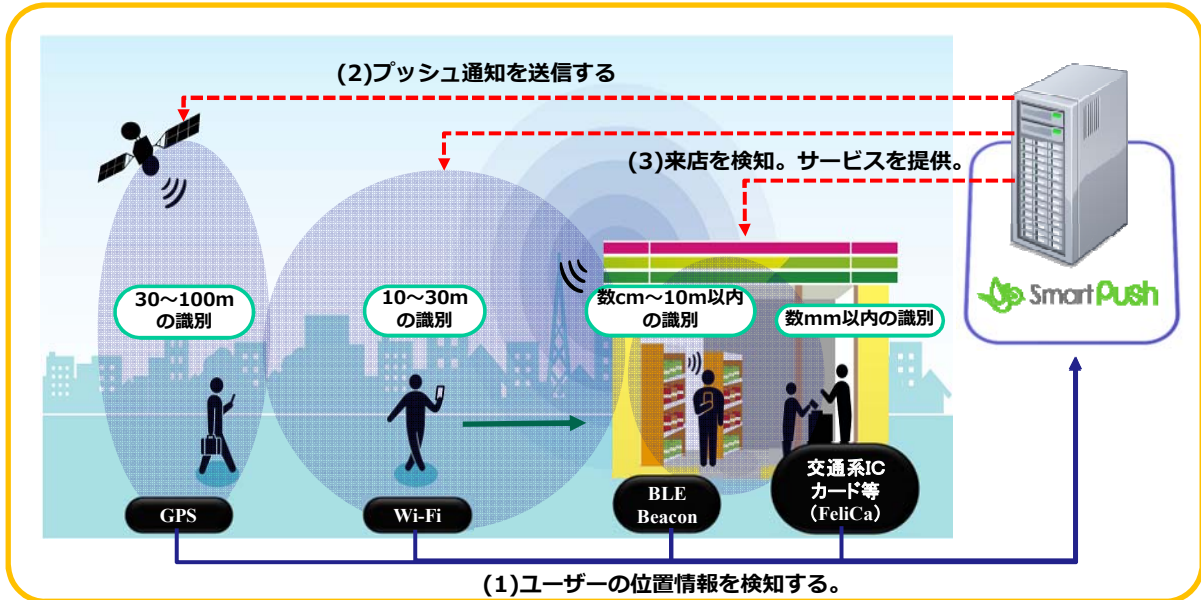 (2)プッシュ通知を送信する
(3)来店を検知。サービスを提供。
30～100m
の識別
10～30m
の識別
数cm～10m以内
の識別
数mm以内の識別
Smart Push
GPS
Wi-Fi
BLE
Beacon
交通系IC
カード等
（FeliCa）
(1)ユーザーの位置情報を検知する。